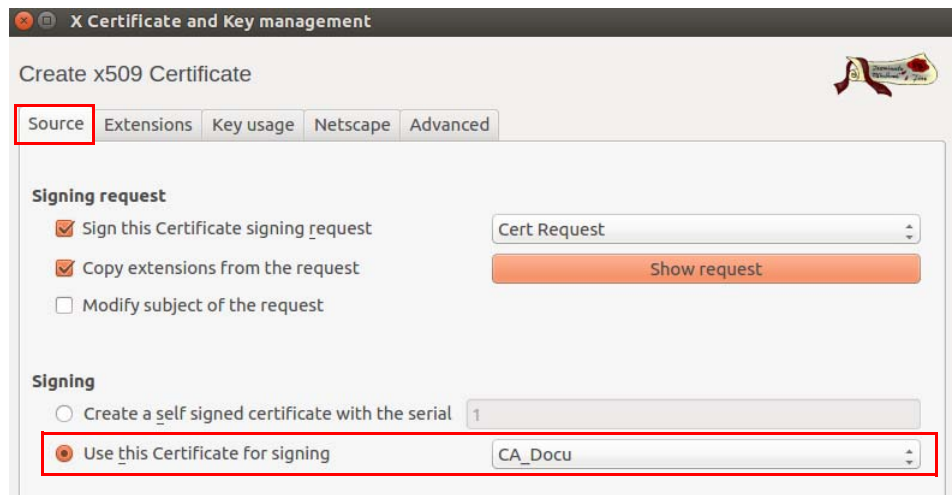 X Certificate and Key management
Create x509 Certificate
Source Extensions Key usage Netscape Advanced
Signing request
Sign this Certificate signing request Cert Request
Copy extensions from the request Show request
Modify subject of the request
Signing
Create a self signed certificate with the serial 1
Use this Certificate for signing CA_Docu